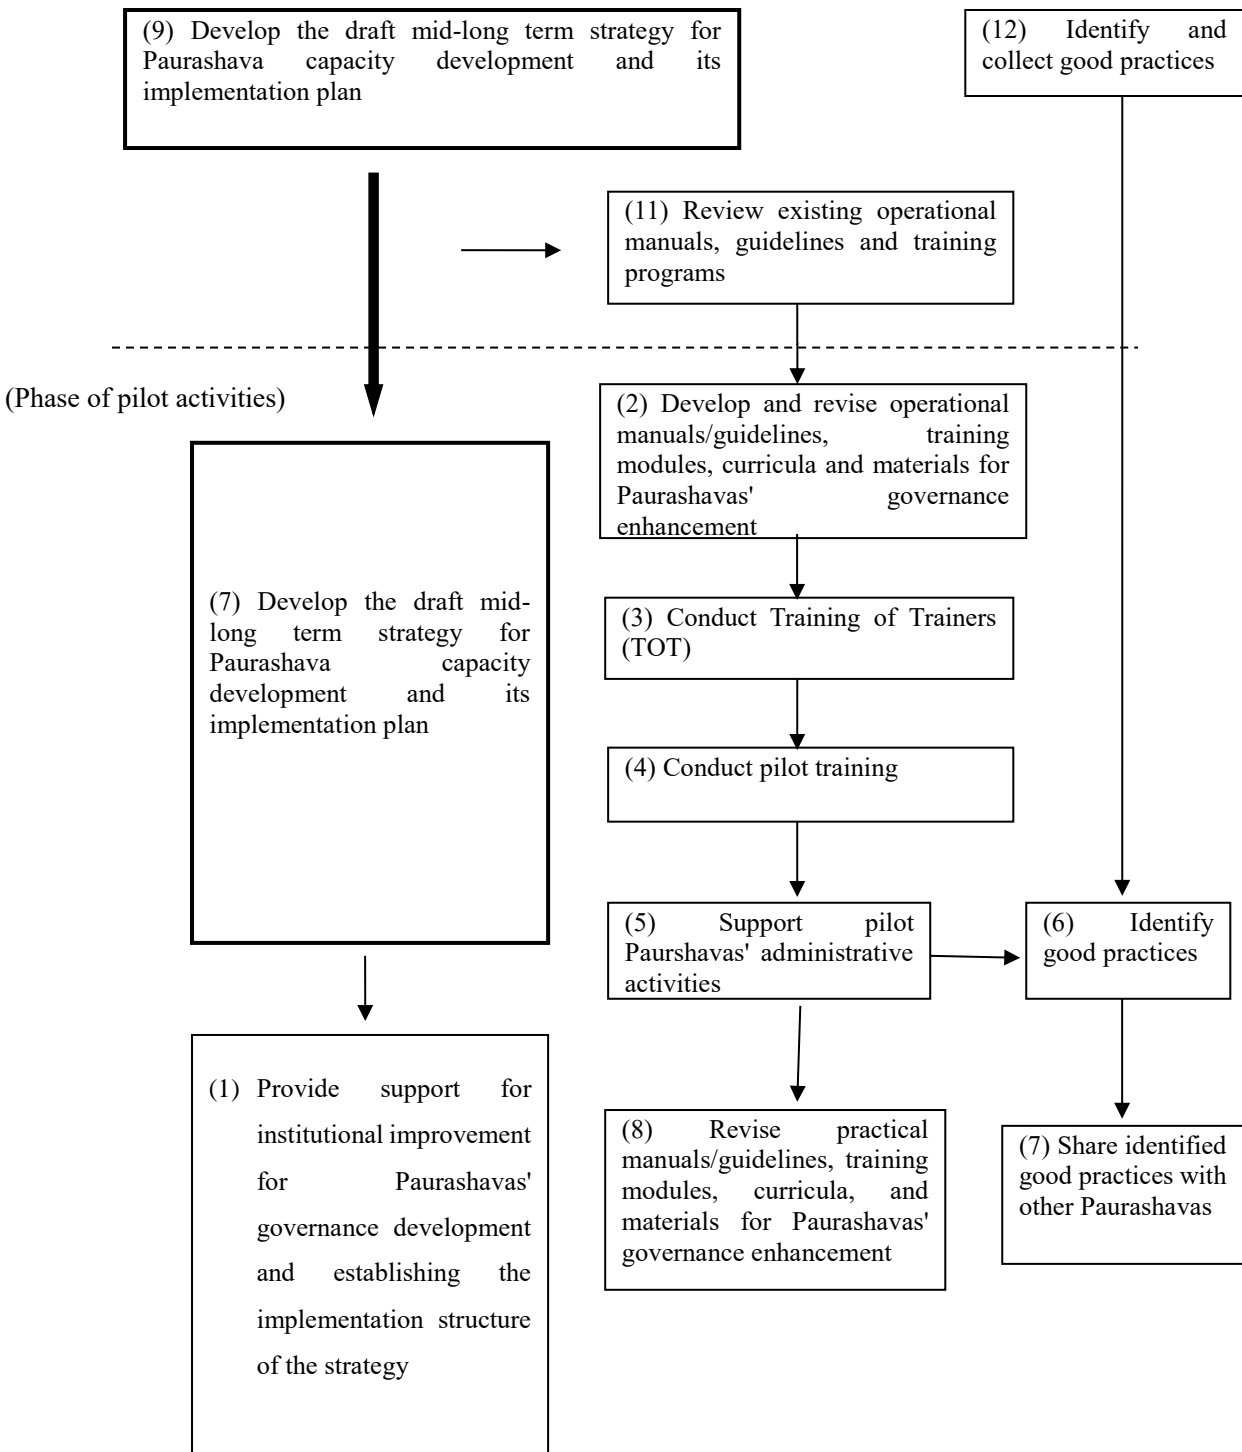 (9) Develop the draft mid-long term strategy for
Paurashava capacity development and its
implementation plan
(12) Identify and
collect good practices
(11) Review existing operational
manuals, guidelines and training
programs
(Phase of pilot activities)
(2) Develop and revise operational
manuals/guidelines, training
modules, curricula and materials for
Paurashavas' governance
enhancement
(7) Develop the draft mid-
long term strategy for
Paurashava capacity
development and its
implementation plan
(3) Conduct Training of Trainers
(TOT)
(4) Conduct pilot training
(5) Support pilot
Paurshavas' administrative
activities
(6) Identify
good practices
(1) Provide support for
institutional improvement
for Paurashavas'
governance development
and establishing the
implementation structure
of the strategy
(8) Revise practical
manuals/guidelines, training
modules, curricula, and
materials for Paurashavas'
governance enhancement
(7) Share identified
good practices with
other Paurashavas